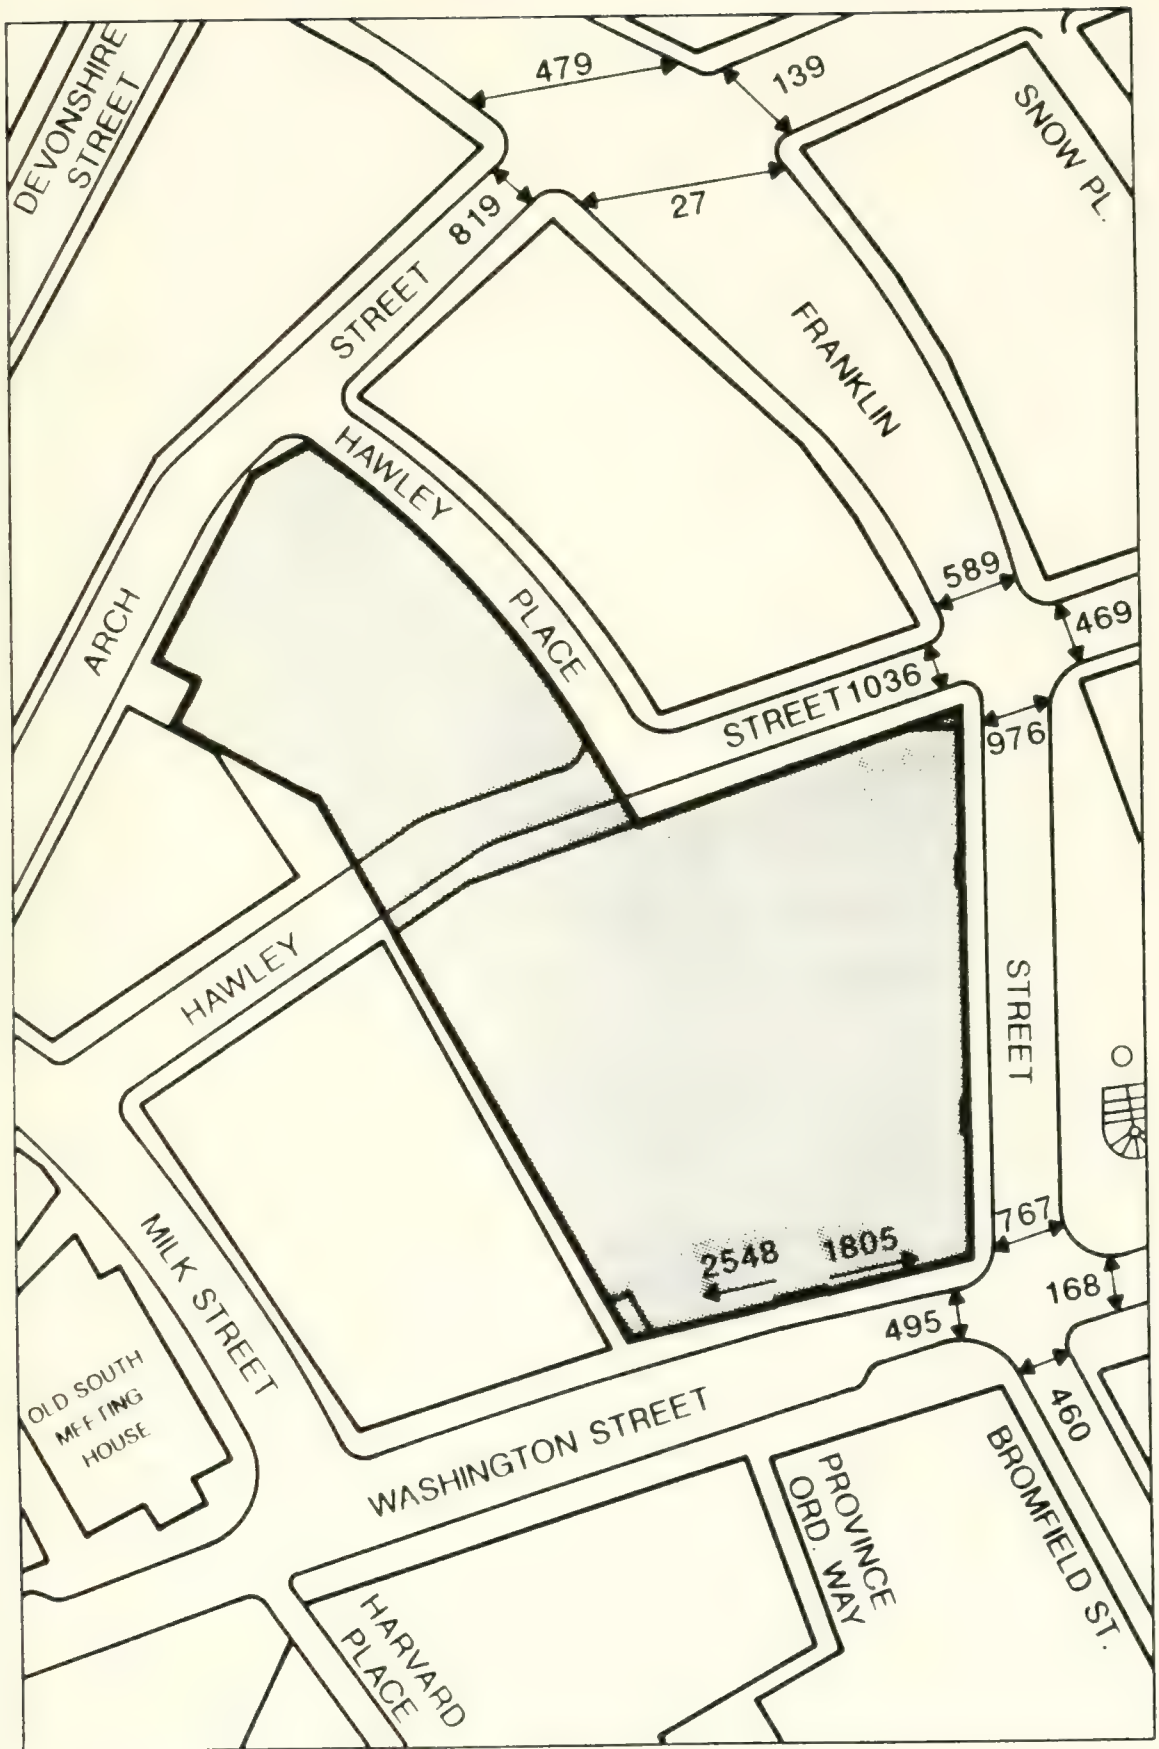 DEVONSHIRE
STREET
479
139
SNOW PL.
819
27
STREET
FRANKLIN
HAWLEY
PLACE
ARCH
589
469
STREET 1036
976
HAWLEY
STREET
MILK STREET
2548
1805
767
168
495
460
OLD SOUTH
MEETING
HOUSE
WASHINGTON STREET
PROVINCE
ORD. WAY
BROMFIELD ST.
HARVARD
PLACE